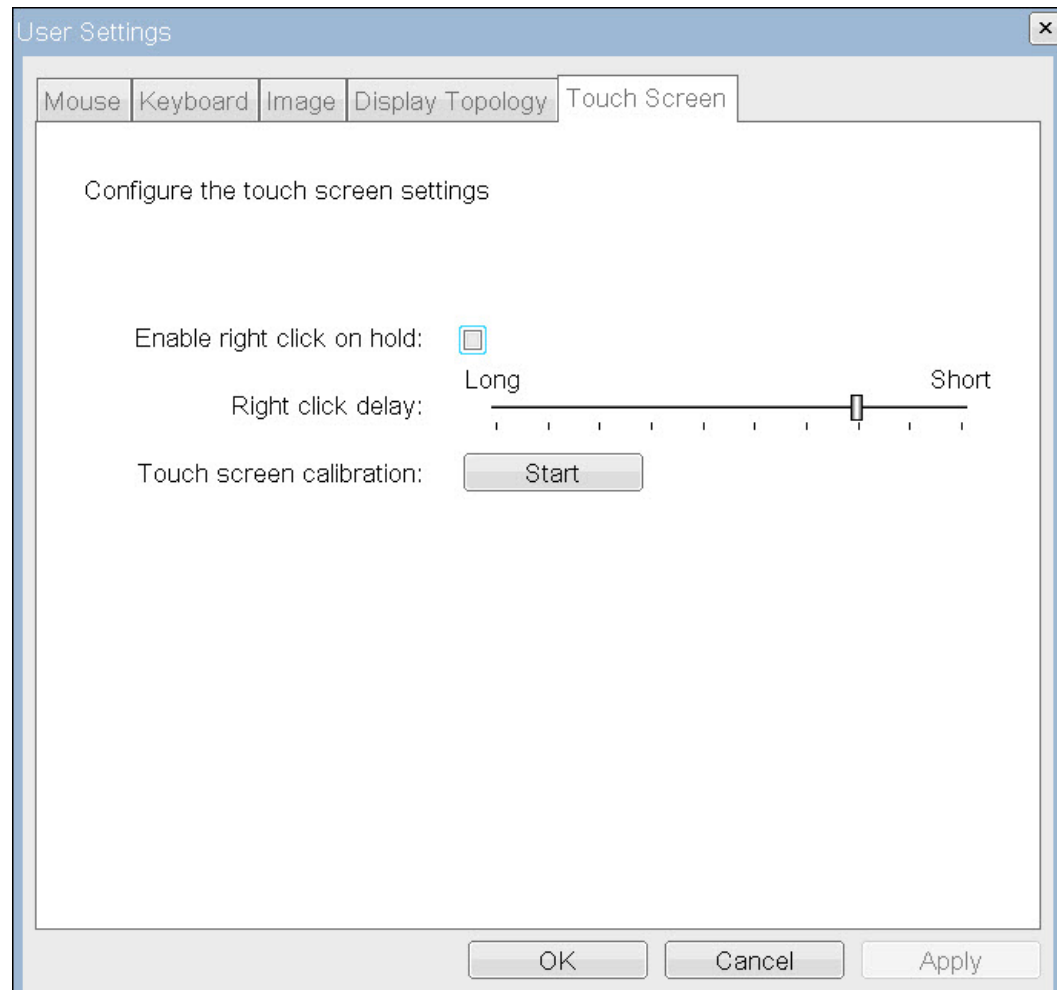 User Settings
Mouse Keyboard Image Display Topology Touch Screen
Configure the touch screen settings
Enable right click on hold:
Long Short
Right click delay:
Touch screen calibration: Start
OK Cancel Apply